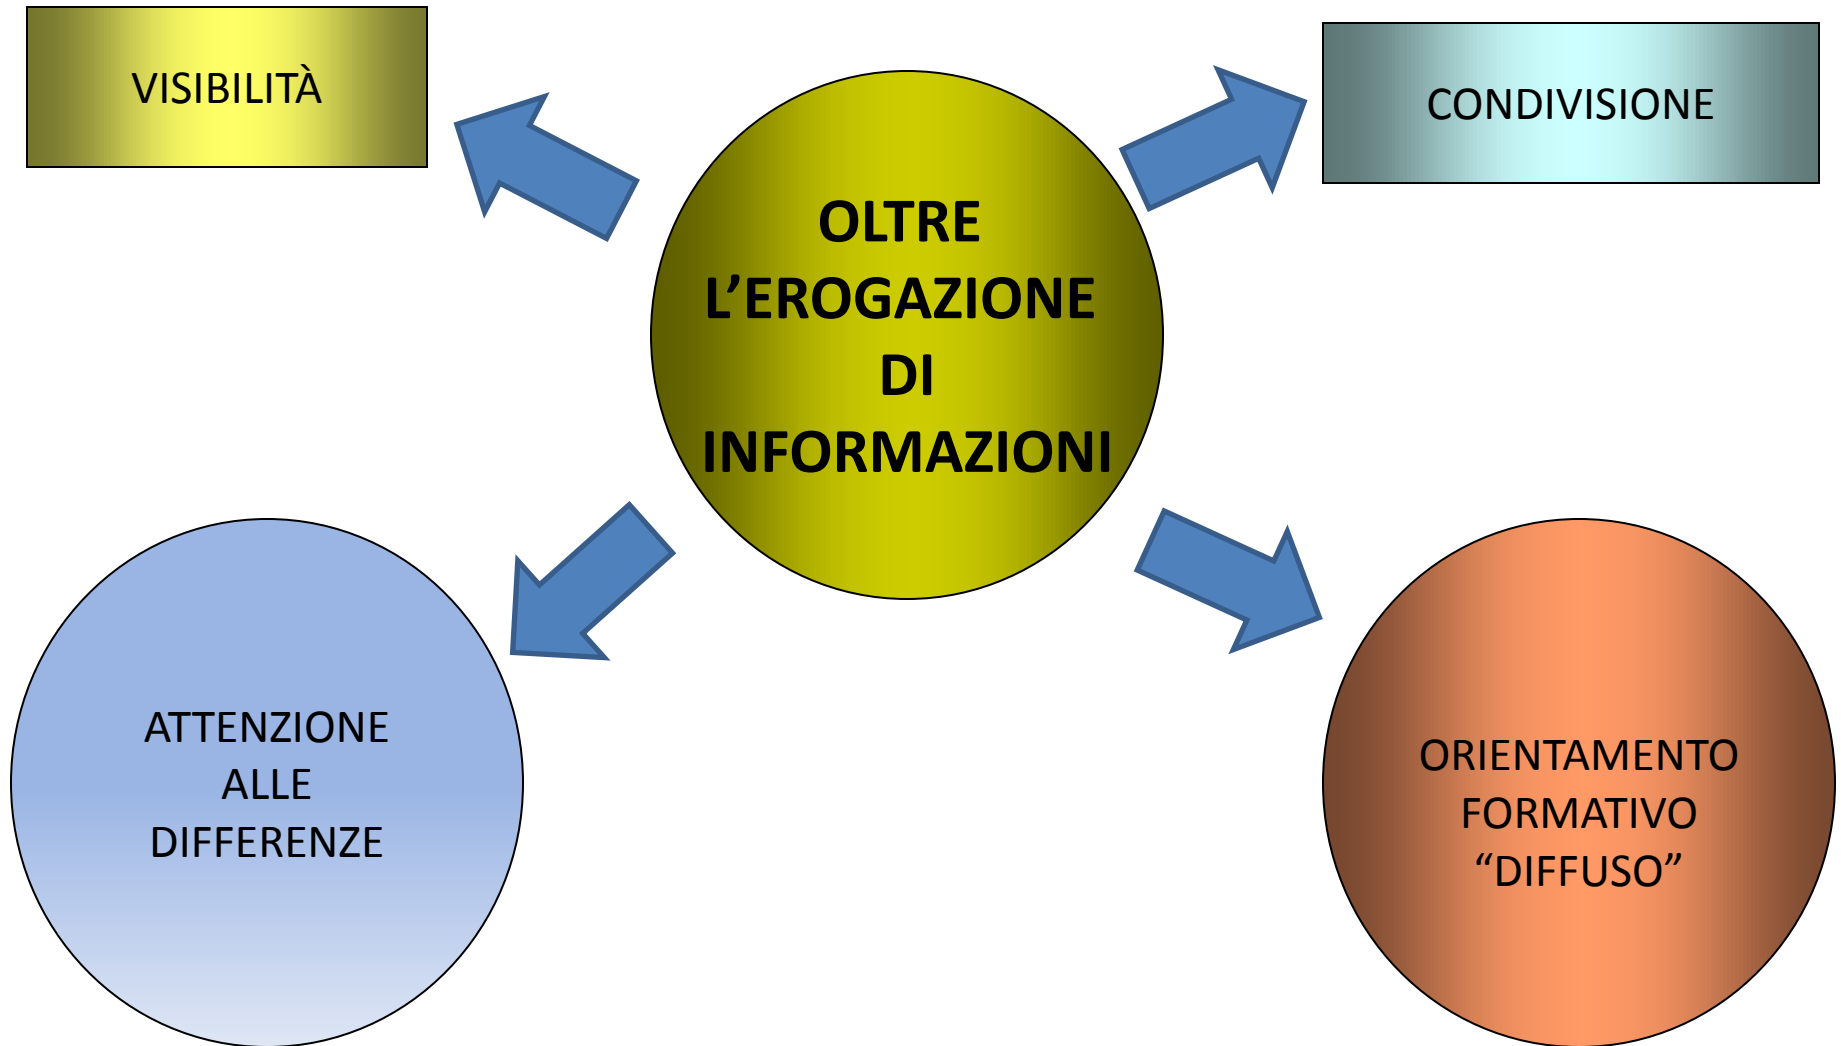 VISIBILITÀ
CONDIVISIONE
OLTRE
L’EROGAZIONE
DI
INFORMAZIONI
ATTENZIONE
ALLE
DIFFERENZE
ORIENTAMENTO
FORMATIVO
“DIFFUSO”